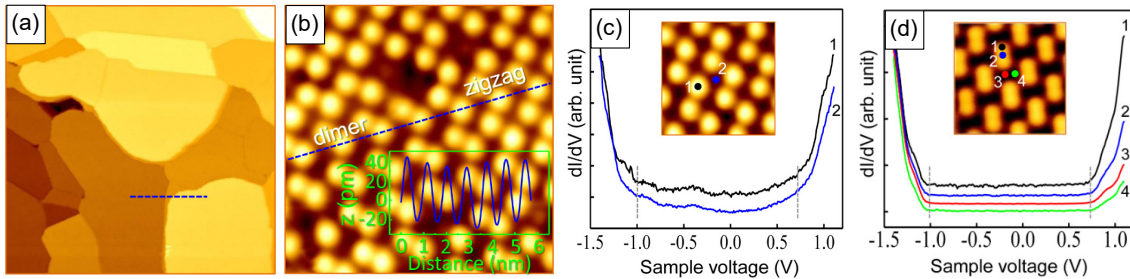 (a)
(b)
zigzag
dimer
z (pm)
40
20
0
-20
0 1 2 3 4 5 6
Distance (nm)
(c)
dI/dV (arb. unit)
1
2
1
2
-1.5 -1.0 -0.5 0.0 0.5 1.0
Sample voltage (V)
(d)
dI/dV (arb. unit)
1
2
3
4
1
2
3
4
-1.5 -1.0 -0.5 0.0 0.5 1.0
Sample voltage (V)